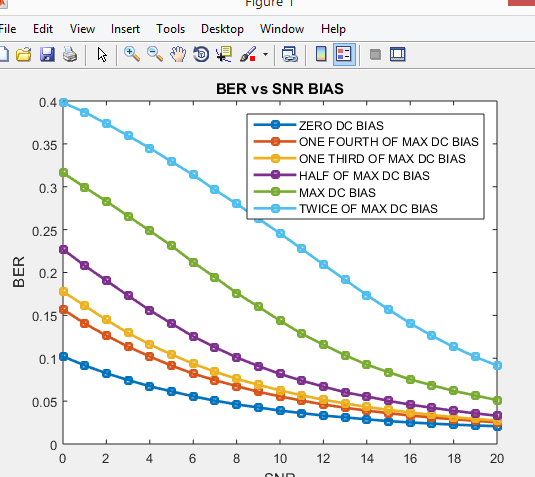 Figure 1
File Edit View Insert Tools Desktop Window Help
BER vs SNR BIAS
ZERO DC BIAS
ONE FOURTH OF MAX DC BIAS
ONE THIRD OF MAX DC BIAS
HALF OF MAX DC BIAS
MAX DC BIAS
TWICE OF MAX DC BIAS
0.4
0.35
0.3
0.25
0.2
0.15
0.1
0.05
0
BER
0 2 4 6 8 10 12 14 16 18 20
SNR